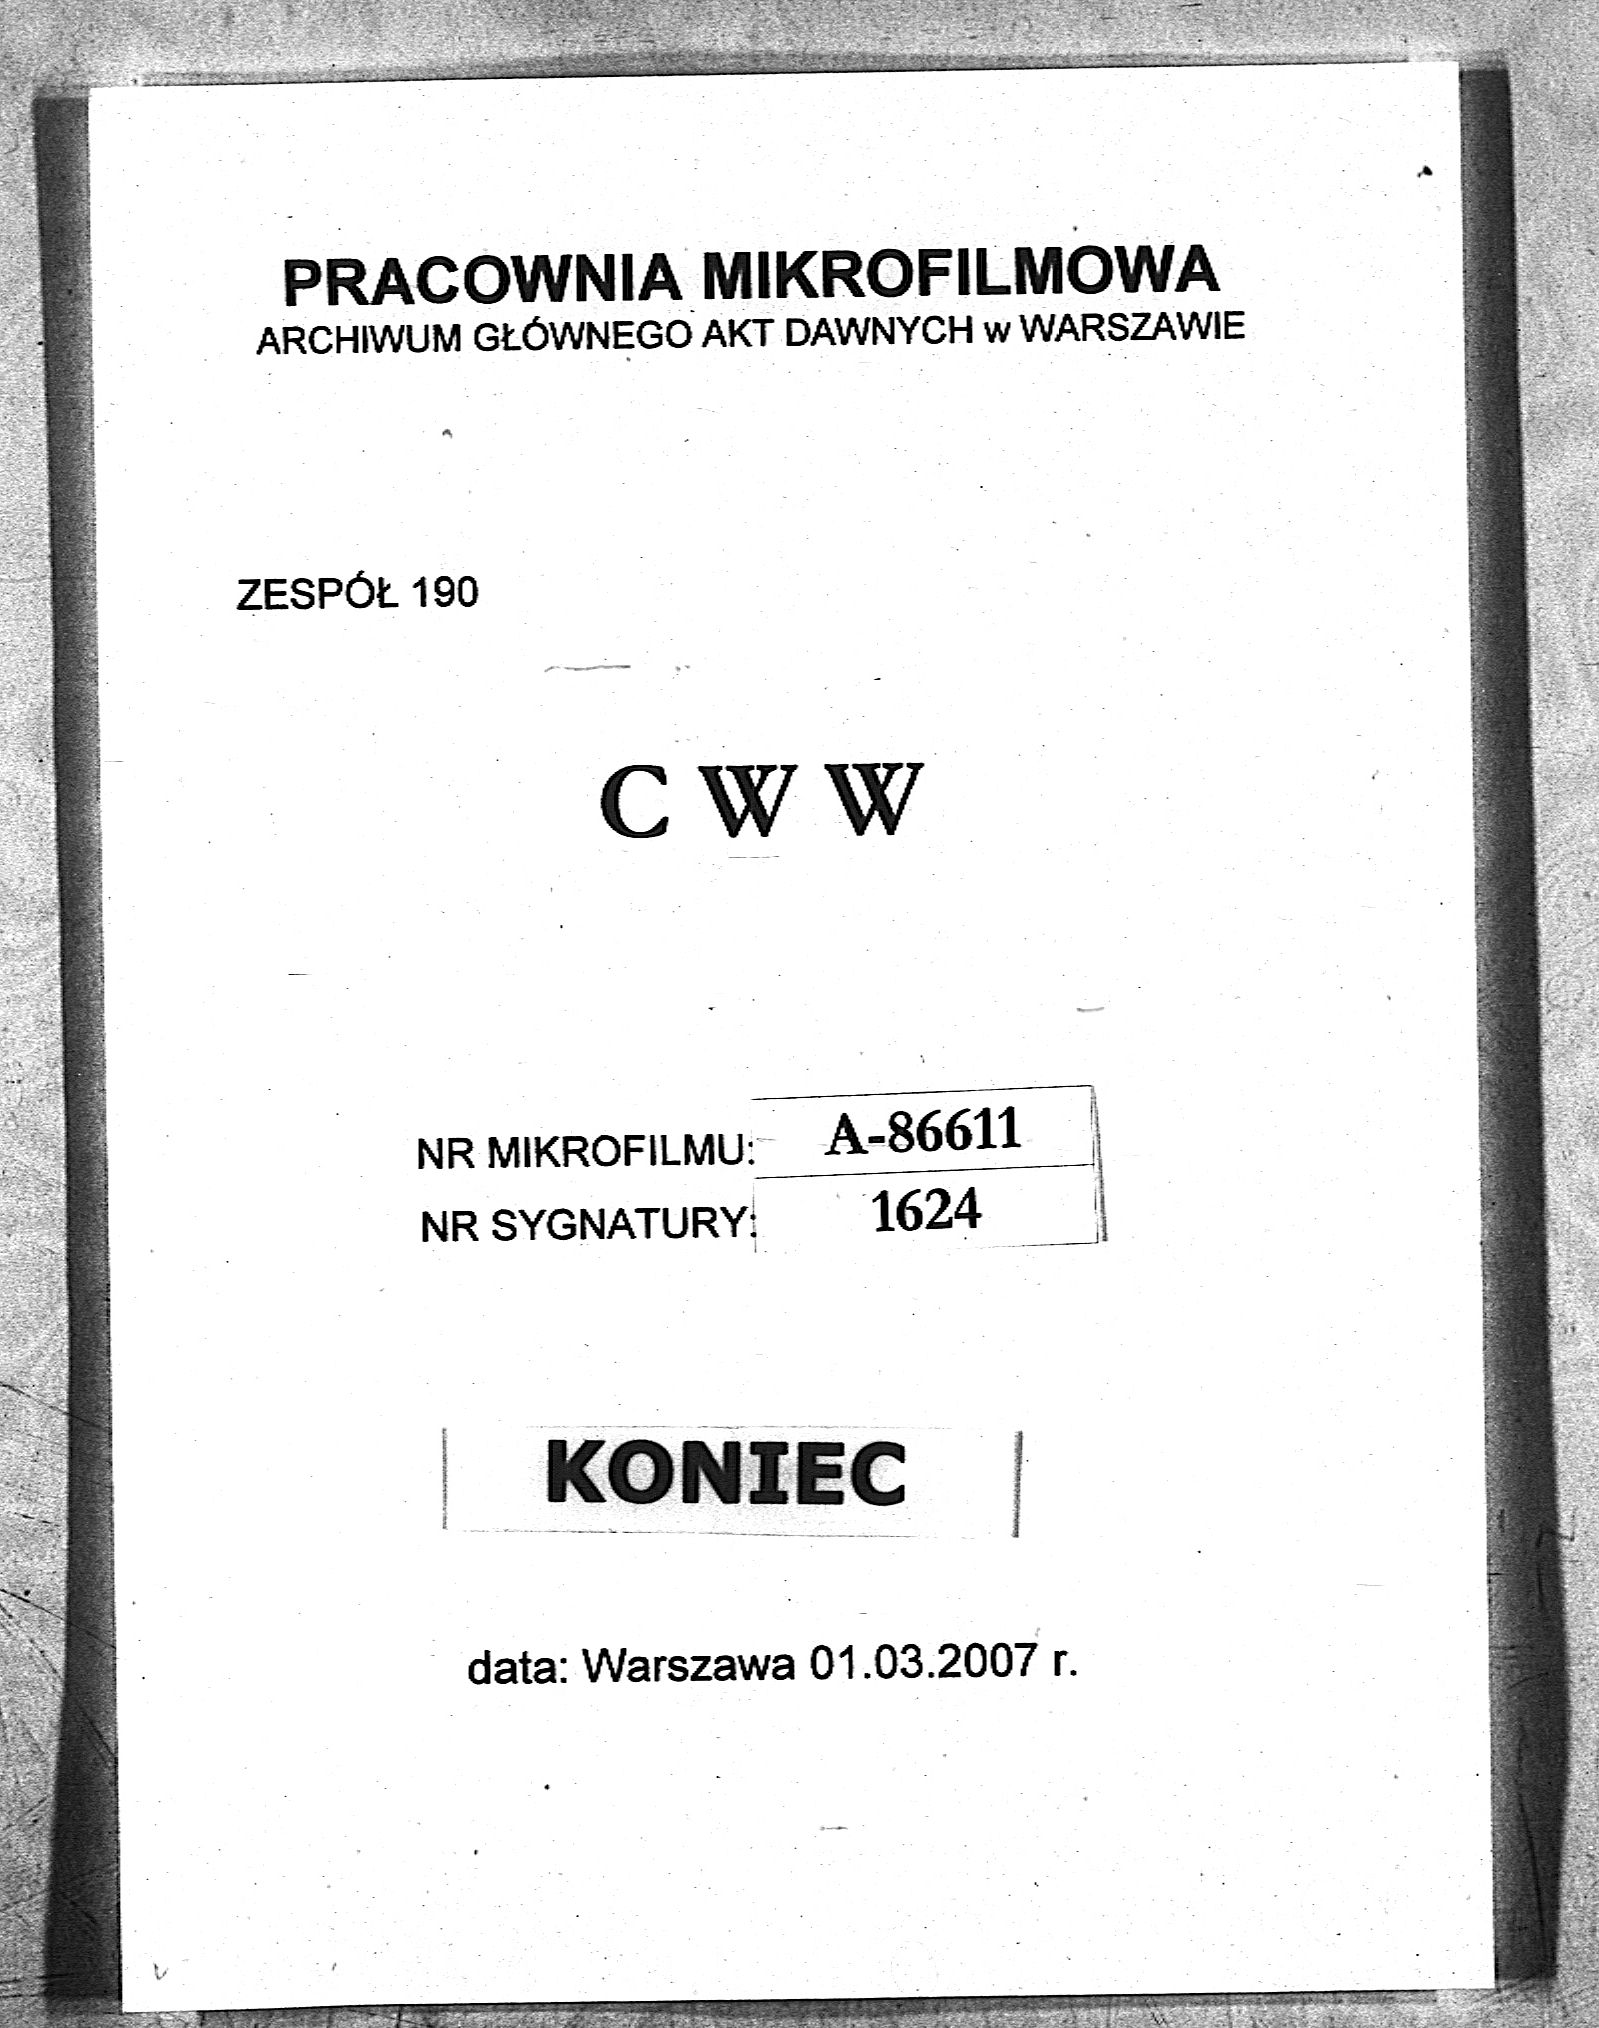 PRACOWNIA MIKROFILMOWA
ARCHIWUM GŁÓWNEGO AKT DAWNYCH w WARSZAWIE
ZESPÓŁ 190
C W W
NR MIKROFILMU: A-86611
NR SYGNATURY: 1624
KONIEC
data: Warszawa 01.03.2007 r.